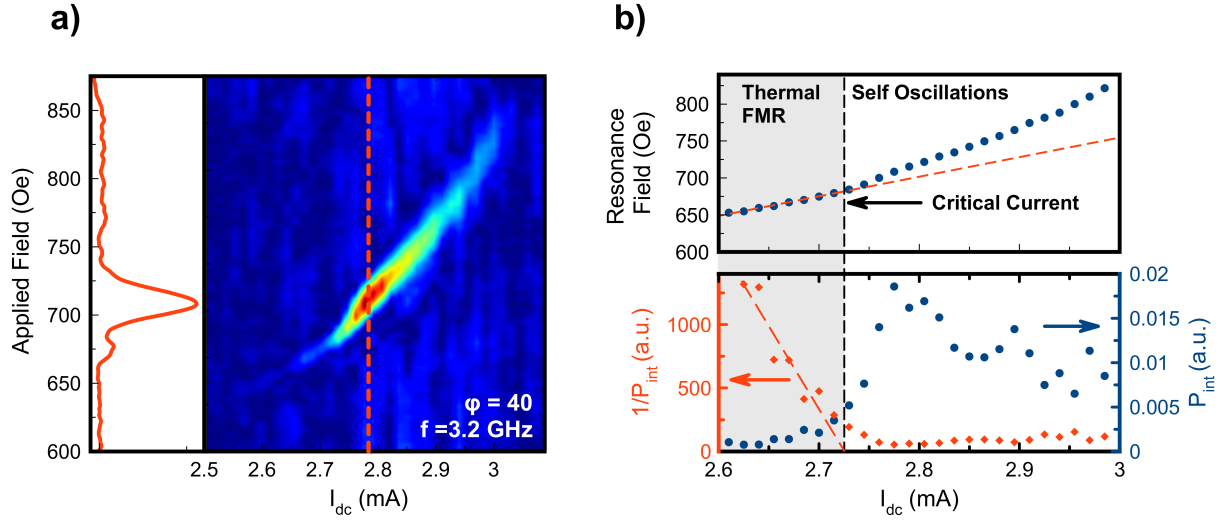 a)
Applied Field (Oe)
850
800
750
700
650
600
φ = 40
f =3.2 GHz
2.5
2.6
2.7
2.8
2.9
3
I_dc (mA)
b)
Resonance
Field (Oe)
800
750
700
650
600
Thermal
FMR
Self Oscillations
Critical Current
1/P_int (a.u.)
1000
500
0
0.02
0.015
0.01
0.005
0
P_int (a.u.)
2.6
2.7
2.8
2.9
3
I_dc (mA)